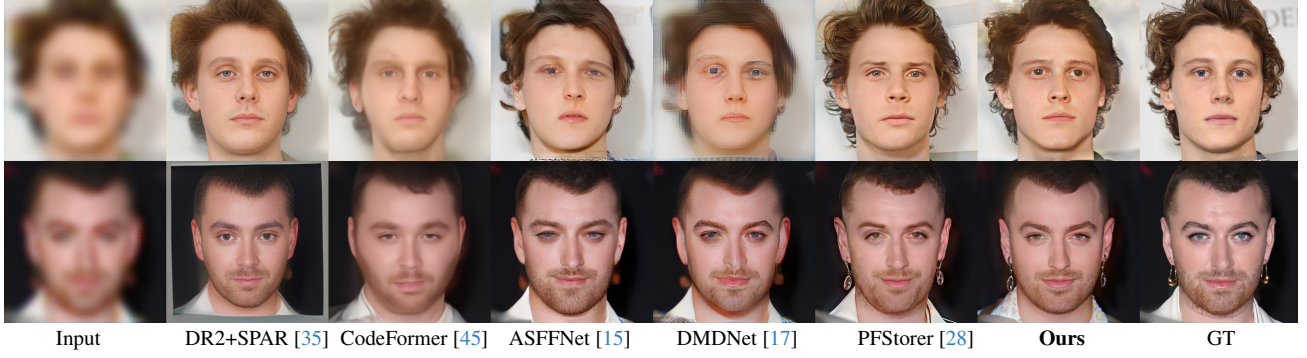 Input DR2+SPAR [35] CodeFormer [45] ASFFNet [15] DMDNet [17] PFStorer [28] Ours GT